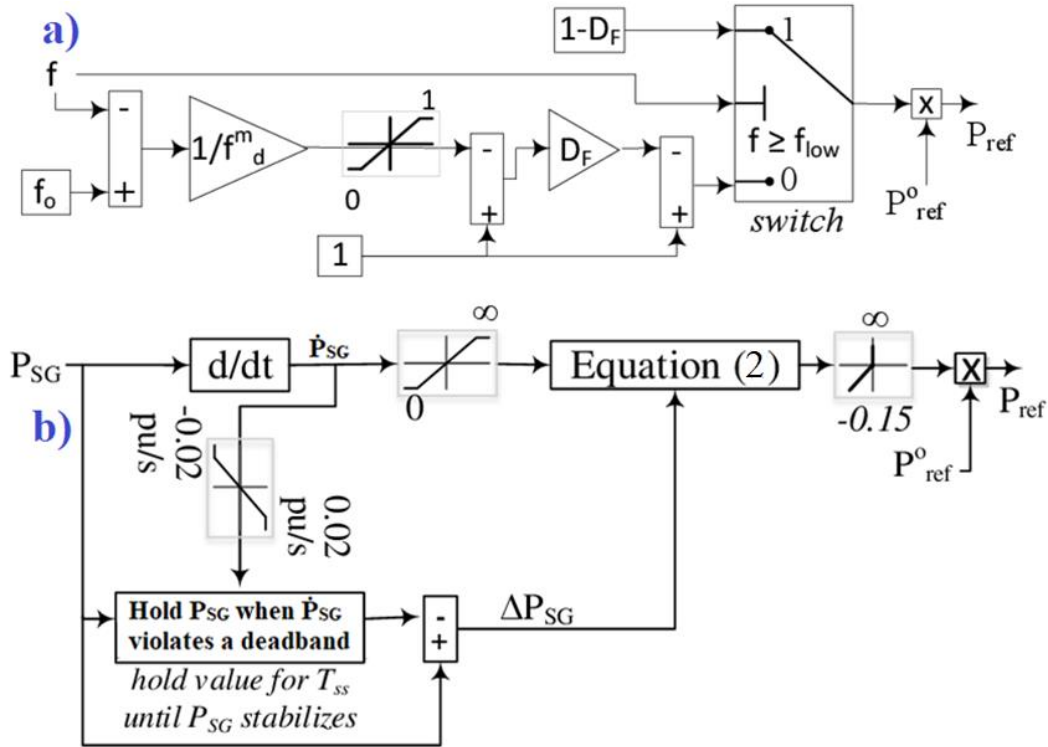 a)
1-D_F
1
f
-
+
1/f^m_d
1
0
-
+
D_F
-
+
f ≥ f_low
0
x
P_ref
f_o
P^o_ref
switch
1
b)
P_SG
d/dt
Ṗ_SG
∞
0
Equation (2)
∞
-0.15
X
P_ref
P^o_ref
-0.02
pu/s
0.02
pu/s
Hold P_SG when Ṗ_SG
violates a deadband
-
+
ΔP_SG
hold value for T_ss
until P_SG stabilizes